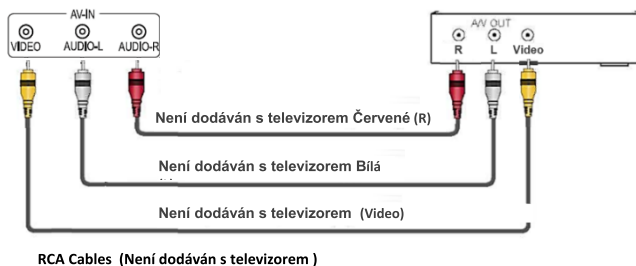 AV-IN
VIDEO AUDIO-L AUDIO-R
A/V OUT
R L Video
Není dodáván s televizorem Červené (R)
Není dodáván s televizorem Bílá
Není dodáván s televizorem (Video)
RCA Cables (Není dodáván s televizorem )